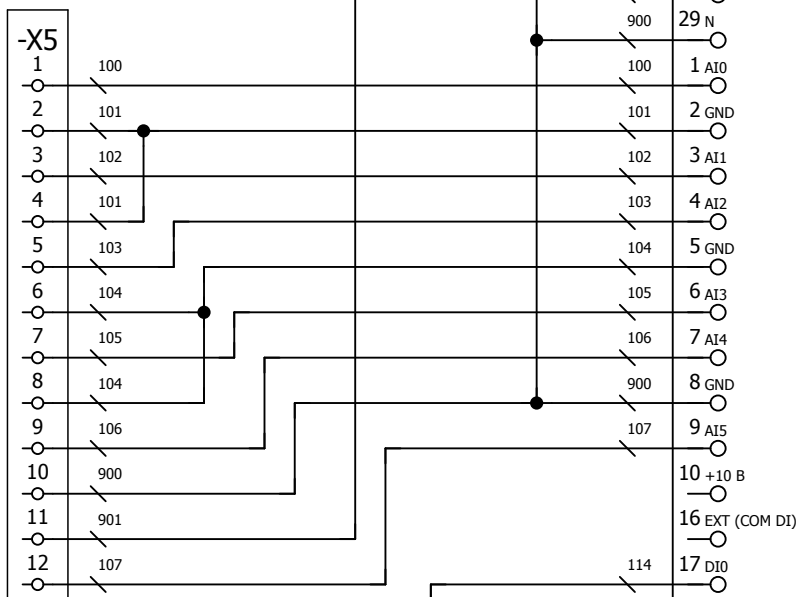 -X5
1 100 100 1 AI0
2 101 101 2 GND
3 102 102 3 AI1
4 101 103 4 AI2
5 103 104 5 GND
6 104 105 6 AI3
7 105 106 7 AI4
8 104 900 8 GND
9 106 107 9 AI5
10 900 10 +10 B
11 901 16 EXT (COM DI)
12 107 114 17 DI0
900 29 N